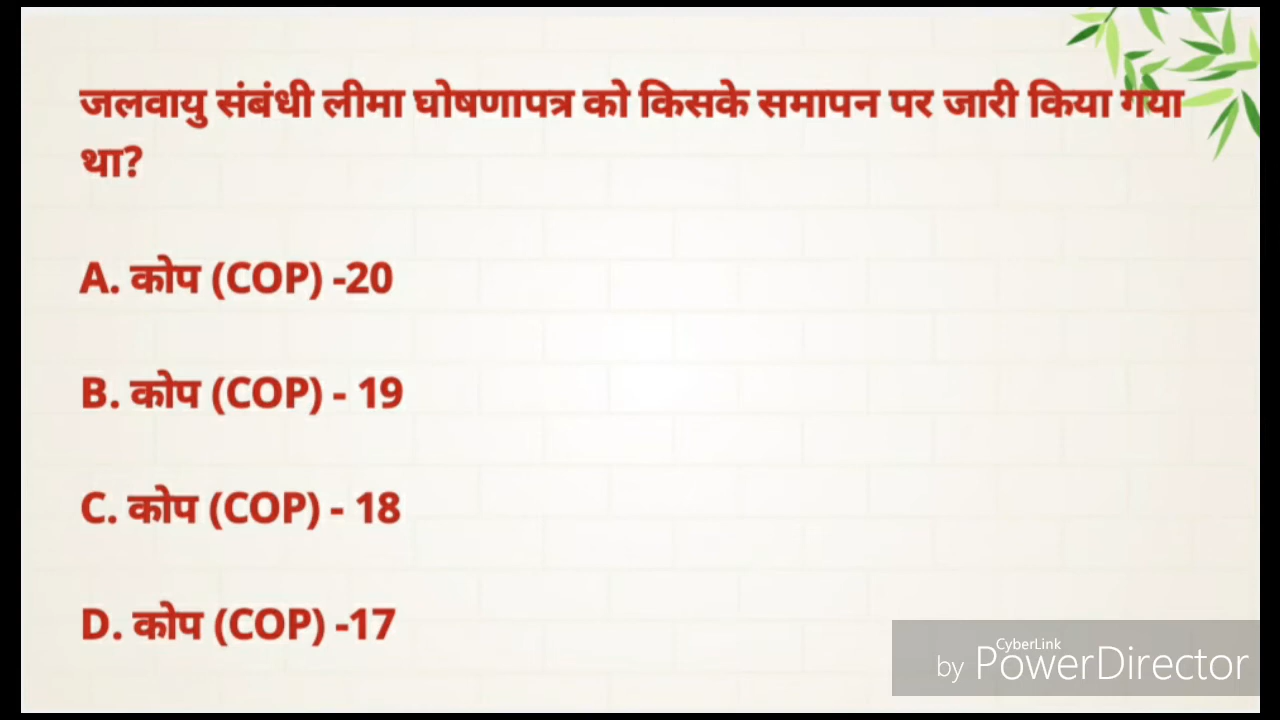 जलवायु संबंधी लीमा घोषणापत्र को किसके समापन पर जारी किया गया
था?
A. कोप (COP) -20
B. कोप (COP) - 19
C. कोप (COP) - 18
D. कोप (COP) -17
CyberLink
by PowerDirector